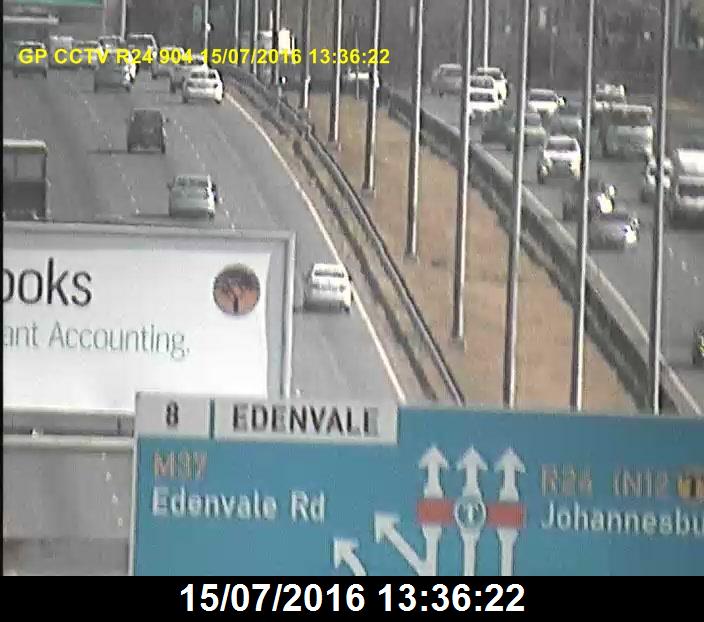 GP CCTV R24 904 15/07/2016 13:36:22
ooks
ant Accounting.
8 EDENVALE
M37
Edenvale Rd
R24 (N12
Johannesbu
15/07/2016 13:36:22